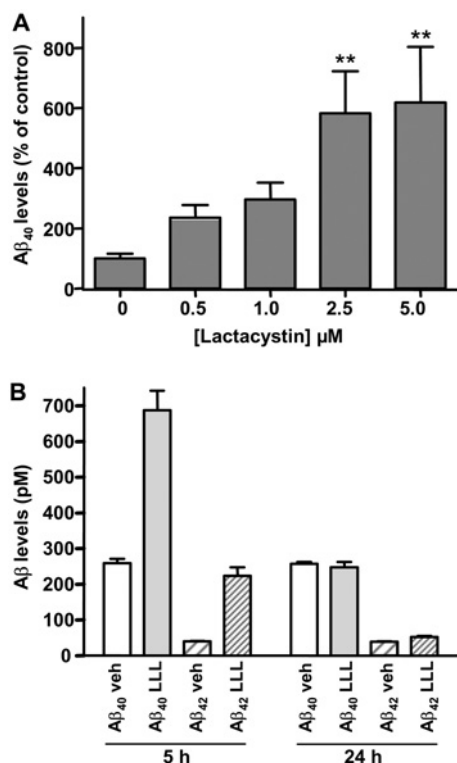 A
Aβ40 levels (% of control)
800
600
400
200
0
** **
0 0.5 1.0 2.5 5.0
[Lactacystin] µM
B
Aβ levels (pM)
700
600
500
400
300
200
100
0
Aβ40 veh
Aβ40 LLL
Aβ42 veh
Aβ42 LLL
Aβ40 veh
Aβ40 LLL
Aβ42 veh
Aβ42 LLL
5 h 24 h